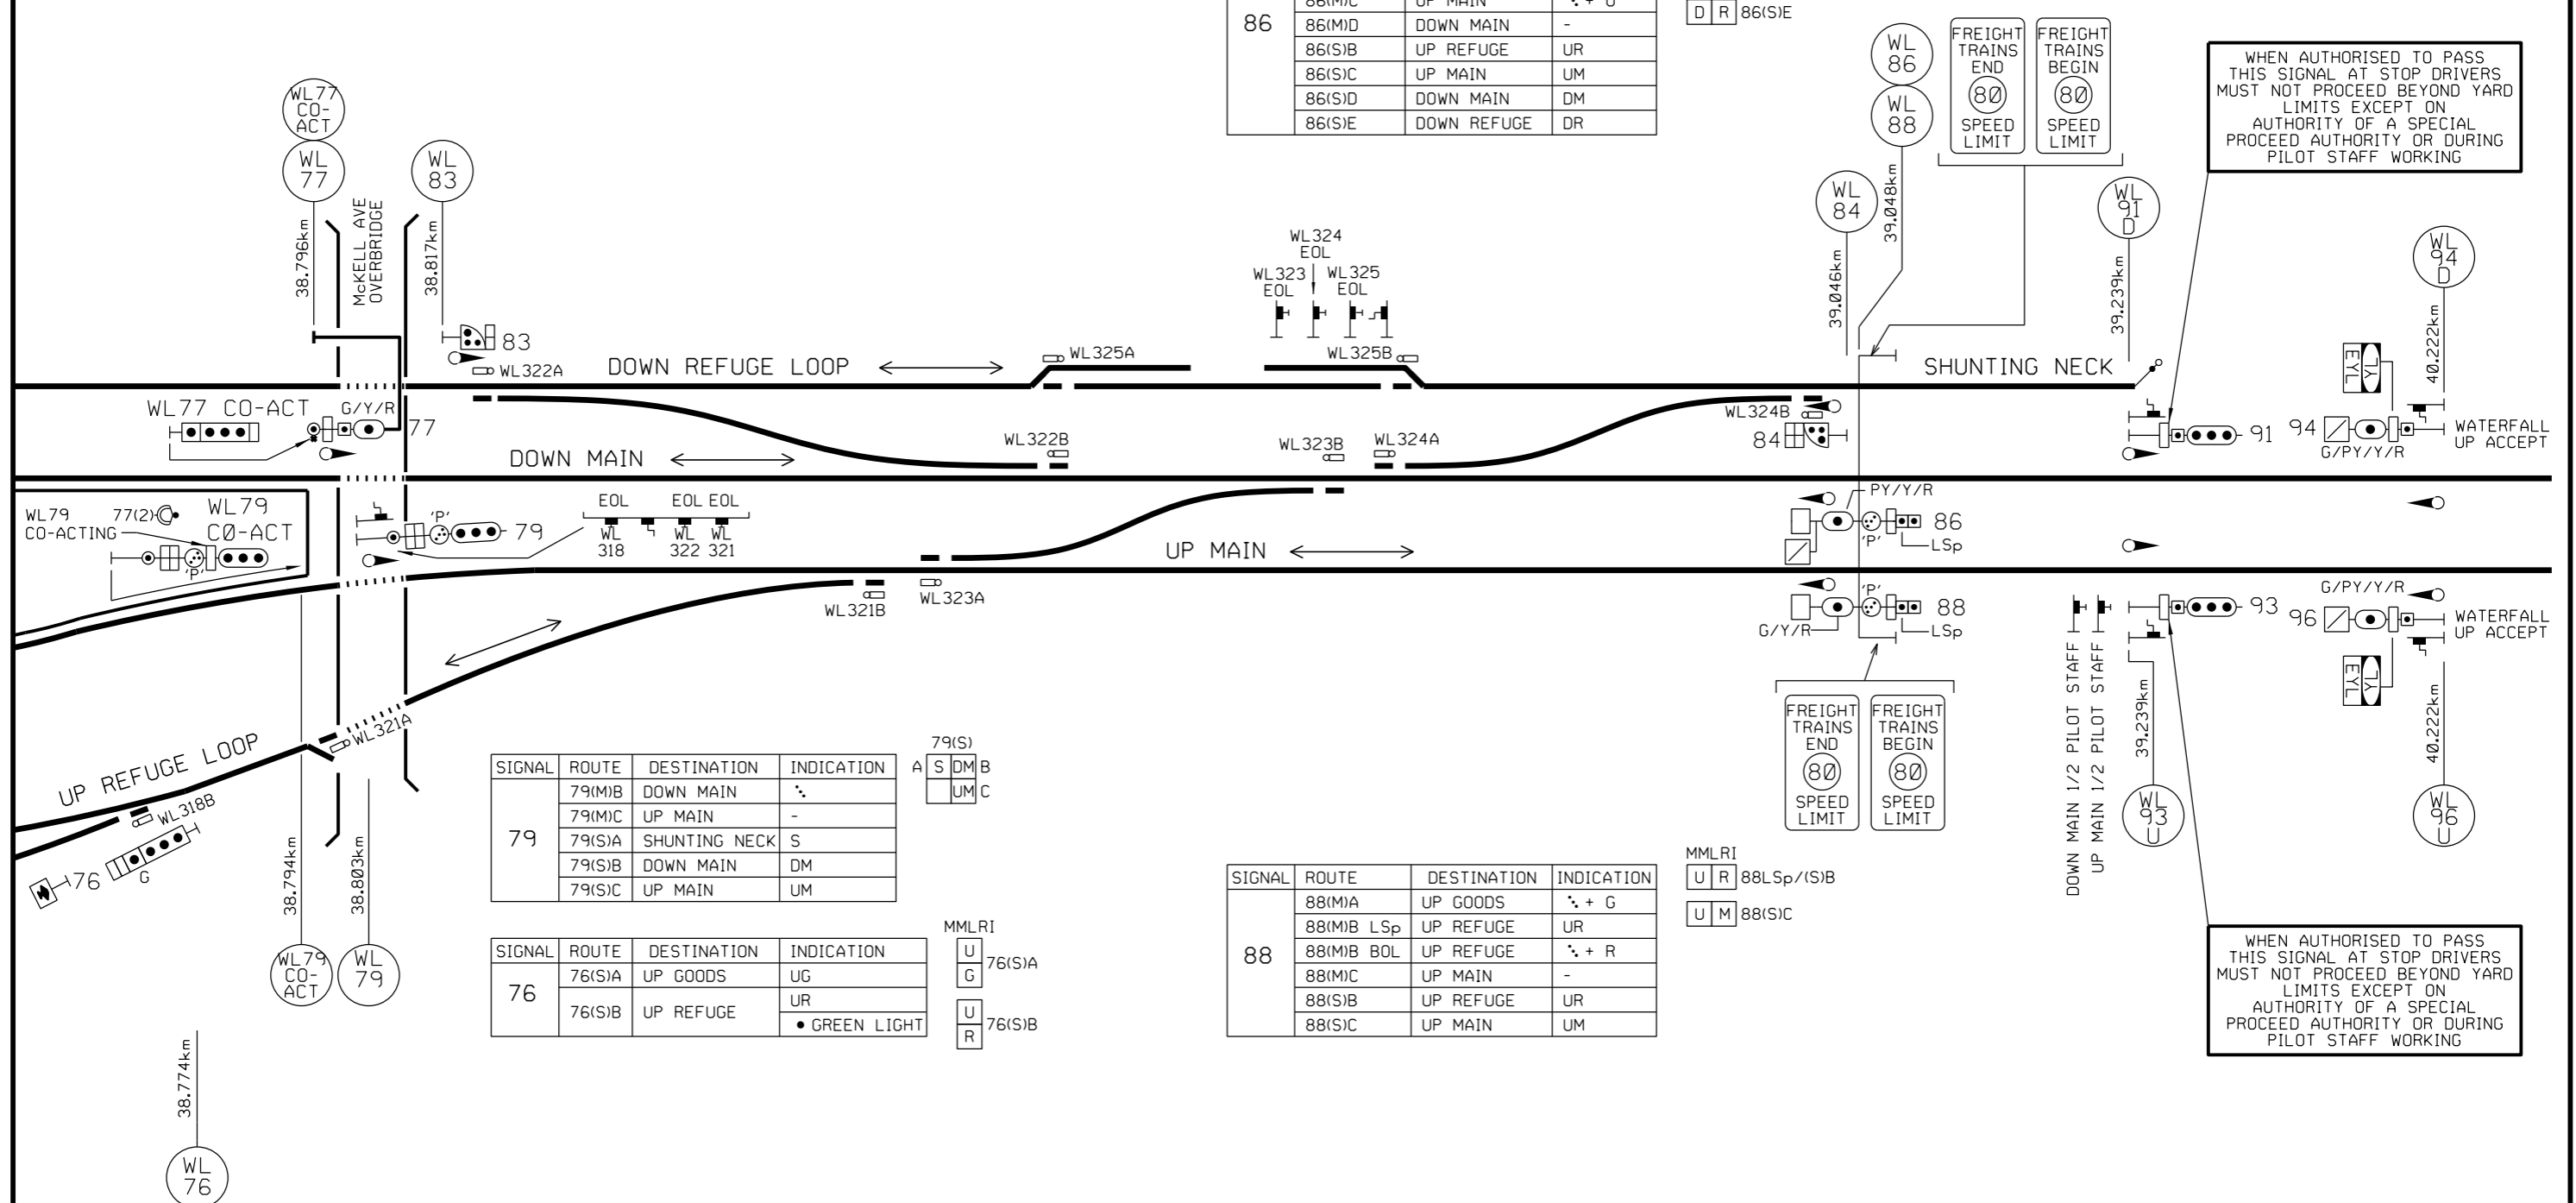 86(M)D DOWN MAIN -
86 86(S)B UP REFUGE UR
86(S)C UP MAIN UM
86(S)D DOWN MAIN DM
86(S)E DOWN REFUGE DR
D R 86(S)E
WL77
CO-
ACT
WL
77
38.796km
McKELL AVE
OVERBRIDGE
WL
83
38.817km
WL
86
WL
88
39.048km
FREIGHT
TRAINS
END
80
SPEED
LIMIT
FREIGHT
TRAINS
BEGIN
80
SPEED
LIMIT
WHEN AUTHORISED TO PASS
THIS SIGNAL AT STOP DRIVERS
MUST NOT PROCEED BEYOND YARD
LIMITS EXCEPT ON
AUTHORITY OF A SPECIAL
PROCEED AUTHORITY OR DURING
PILOT STAFF WORKING
WL
84
39.046km
WL
91
D
39.239km
WL
94
D
40.222km
WL324
EOL
WL323
EOL
WL325
EOL
83
WL322A
DOWN REFUGE LOOP
WL325A
WL325B
SHUNTING NECK
EYL
YL
WL77 CO-ACT
G/Y/R
77
WL322B
WL323B
WL324A
WL324B
84
91
94
G/PY/Y/R
WATERFALL
UP ACCEPT
DOWN MAIN
WL79
CO-ACTING
77(2)
WL79
CØ-ACT
'P'
'P'
79
EOL
EOL
EOL
WL
318
WL
322
WL
321
UP MAIN
PY/Y/R
86
'P'
LSp
WL321B
WL323A
'P'
88
G/Y/R
LSp
93
G/PY/Y/R
96
WATERFALL
UP ACCEPT
EYL
YL
DOWN MAIN 1/2 PILOT STAFF
UP MAIN 1/2 PILOT STAFF
39.239km
40.222km
WL
93
U
WL
96
U
FREIGHT
TRAINS
END
80
SPEED
LIMIT
FREIGHT
TRAINS
BEGIN
80
SPEED
LIMIT
UP REFUGE LOOP
WL321A
WL318B
76
G
38.794km
38.803km
WL79
CO-
ACT
WL
79
SIGNAL ROUTE DESTINATION INDICATION
79 79(M)B DOWN MAIN
79(M)C UP MAIN -
79(S)A SHUNTING NECK S
79(S)B DOWN MAIN DM
79(S)C UP MAIN UM
79(S)
A S DM B
UM C
SIGNAL ROUTE DESTINATION INDICATION
76 76(S)A UP GOODS UG
76(S)B UP REFUGE UR
● GREEN LIGHT
MMLRI
U
G
76(S)A
U
R
76(S)B
SIGNAL ROUTE DESTINATION INDICATION
88 88(M)A UP GOODS ⋱ + G
88(M)B LSp UP REFUGE UR
88(M)B BOL UP REFUGE ⋱ + R
88(M)C UP MAIN -
88(S)B UP REFUGE UR
88(S)C UP MAIN UM
MMLRI
U R 88LSp/(S)B
U M 88(S)C
WHEN AUTHORISED TO PASS
THIS SIGNAL AT STOP DRIVERS
MUST NOT PROCEED BEYOND YARD
LIMITS EXCEPT ON
AUTHORITY OF A SPECIAL
PROCEED AUTHORITY OR DURING
PILOT STAFF WORKING
38.774km
WL
76